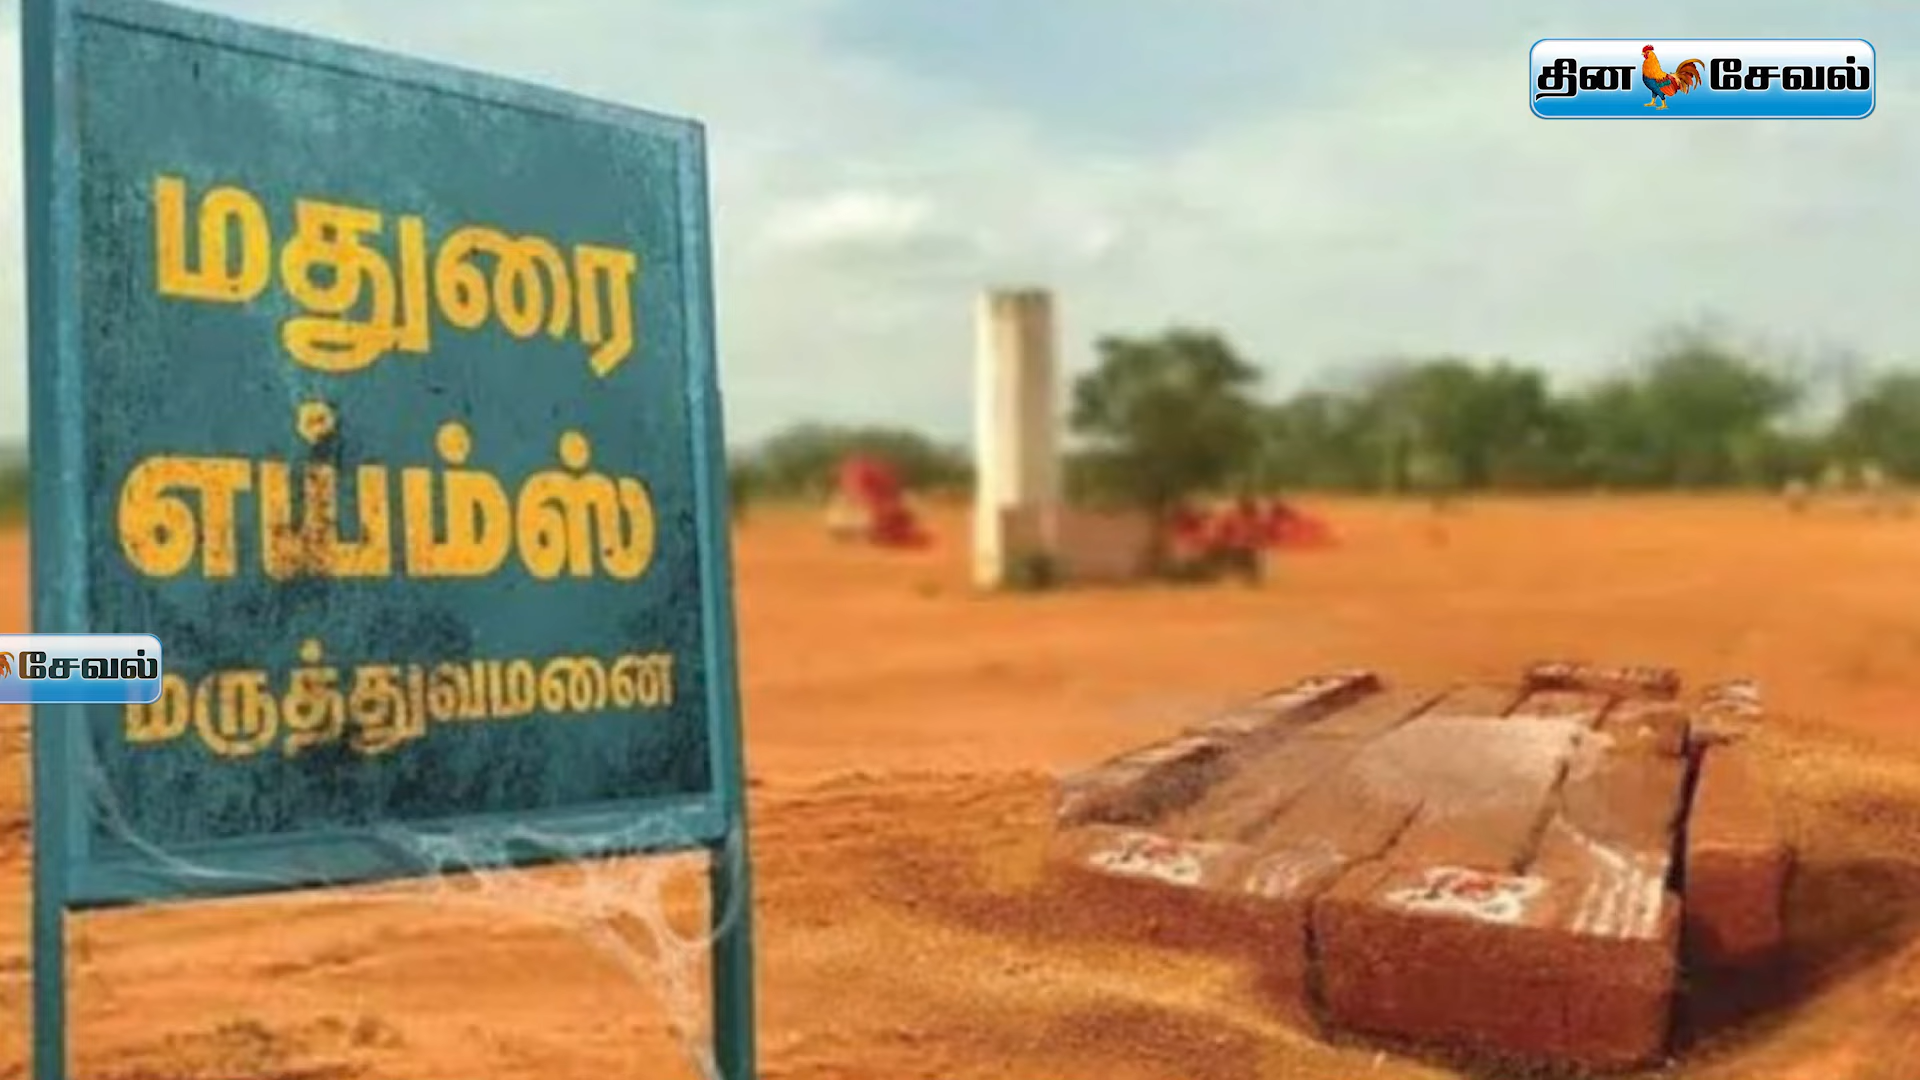 தின சேவல்
மதுரை
எய்ம்ஸ்
சேவல்
மருத்துவமனை